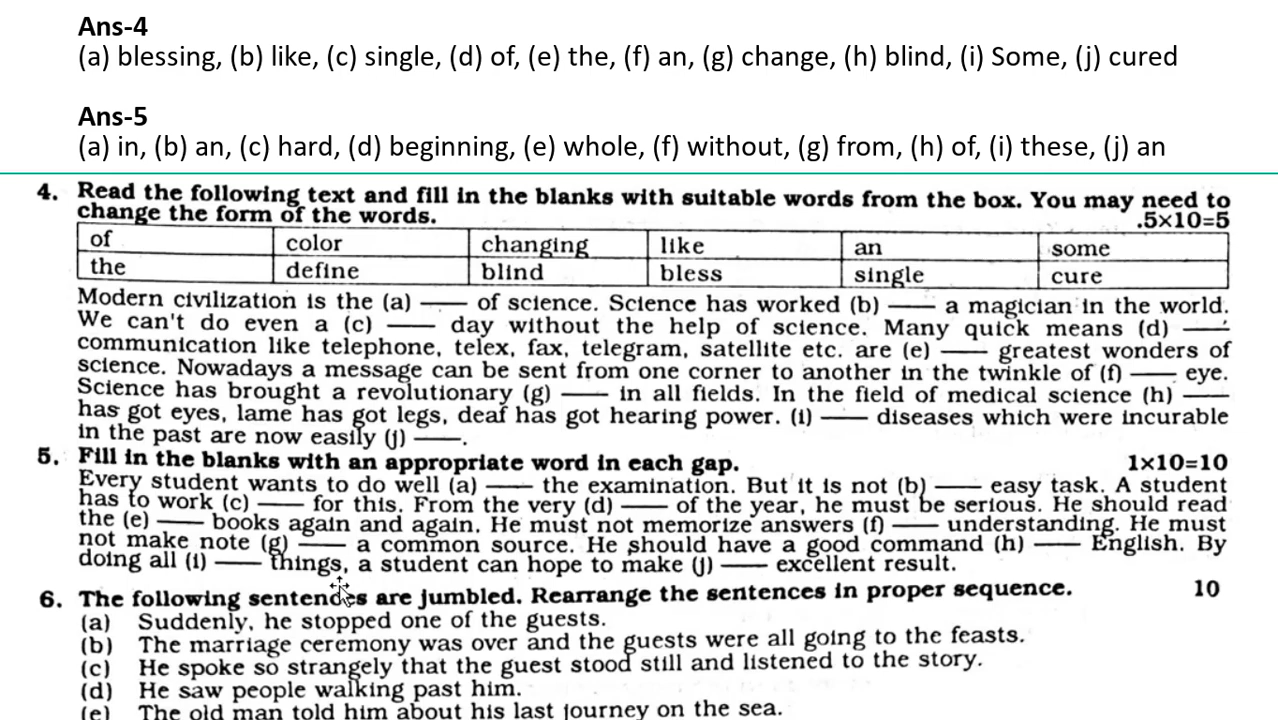 Ans-4
(a) blessing, (b) like, (c) single, (d) of, (e) the, (f) an, (g) change, (h) blind, (i) Some, (j) cured
Ans-5
(a) in, (b) an, (c) hard, (d) beginning, (e) whole, (f) without, (g) from, (h) of, (i) these, (j) an
4. Read the following text and fill in the blanks with suitable words from the box. You may need to
change the form of the words. .5×10=5
of color changing like an some
the define blind bless single cure
Modern civilization is the (a) —— of science. Science has worked (b) —— a magician in the world.
We can't do even a (c) —— day without the help of science. Many quick means (d) ——
communication like telephone, telex, fax, telegram, satellite etc. are (e) —— greatest wonders of
science. Nowadays a message can be sent from one corner to another in the twinkle of (f) —— eye.
Science has brought a revolutionary (g) —— in all fields. In the field of medical science (h) ——
has got eyes, lame has got legs, deaf has got hearing power. (i) —— diseases which were incurable
in the past are now easily (j) ——.
5. Fill in the blanks with an appropriate word in each gap. 1×10=10
Every student wants to do well (a) —— the examination. But it is not (b) —— easy task. A student
has to work (c) —— for this. From the very (d) —— of the year, he must be serious. He should read
the (e) —— books again and again. He must not memorize answers (f) —— understanding. He must
not make note (g) —— a common source. He should have a good command (h) —— English. By
doing all (i) —— things, a student can hope to make (j) —— excellent result.
6. The following sentences are jumbled. Rearrange the sentences in proper sequence. 10
(a) Suddenly, he stopped one of the guests.
(b) The marriage ceremony was over and the guests were all going to the feasts.
(c) He spoke so strangely that the guest stood still and listened to the story.
(d) He saw people walking past him.
(e) The old man told him about his last journey on the sea.